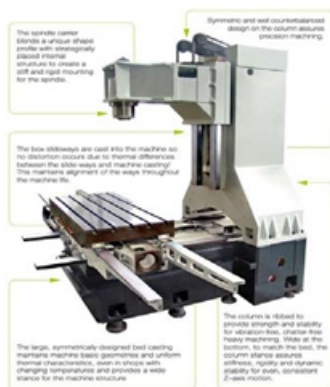 The spindle carrier
blends a unique shape
profile with strategically
placed internal
structure to create a
stiff and rigid mounting
for the spindle.
Symmetric and well counterbalanced
design on the column assures
precision machining.
The box slideways are cast into the machine so
no distortion occurs due to thermal differences
between the slide-ways and machine casting!
This maintains alignment of the ways throughout
the machine life.
The large, symmetrically designed bed casting
maintains machine basic geometries and uniform
thermal characteristics, even in shops with
changing temperatures and provides a wide
stance for the machine structure
The column is ribbed to
provide strength and stability
for vibration-free, chatter-free
heavy machining. Wide at the
bottom, to match the bed, the
column stance assures
stiffness, rigidity and dynamic
stability for even, consistent
Z-axis motion.